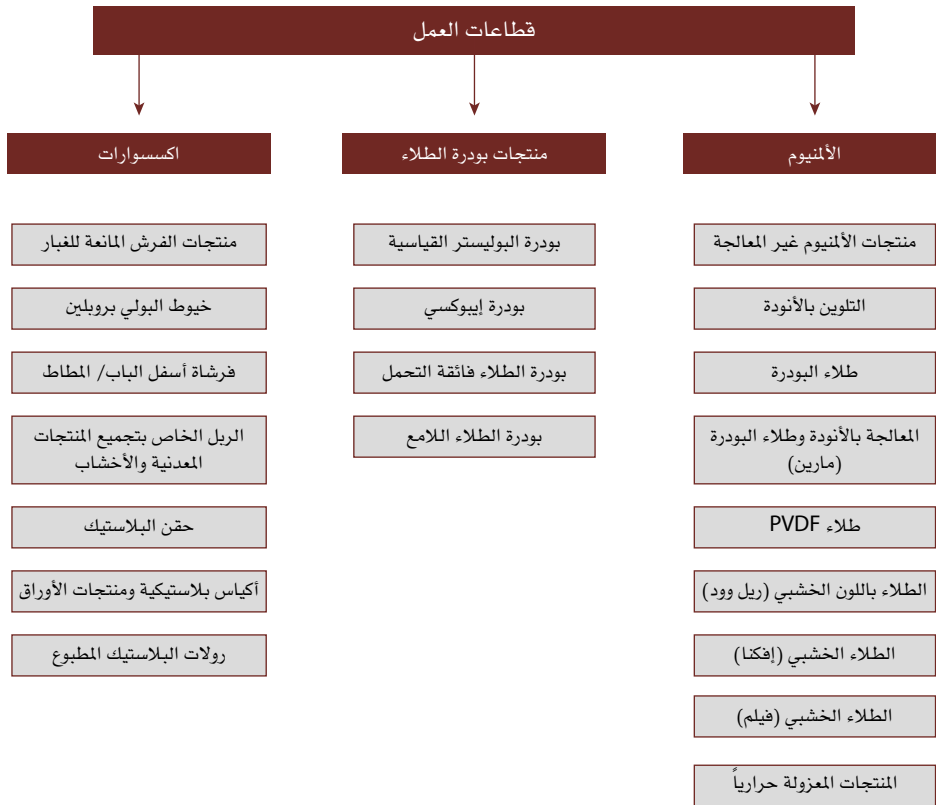 قطاعات العمل
الألمنيوم
منتجات الألمنيوم غير المعالجة
التلوين بالأنودة
طلاء البودرة
المعالجة بالأنودة وطلاء البودرة
(مارين)
طلاء PVDF
الطلاء باللون الخشبي (ريل وود)
الطلاء الخشبي (إفكتا)
الطلاء الخشبي (فيلم)
المنتجات المعزولة حرارياً
منتجات بودرة الطلاء
بودرة البوليستر القياسية
بودرة إيبوكسي
بودرة الطلاء فائقة التحمل
بودرة الطلاء اللامع
اكسسوارات
منتجات الفرش المانعة للغبار
خيوط البولي بروبلين
فرشاة أسفل الباب/ المطاط
الربل الخاص بتجميع المنتجات
المعدنية والأخشاب
حقن البلاستيك
أكياس بلاستيكية ومنتجات الأوراق
رولات البلاستيك المطبوع